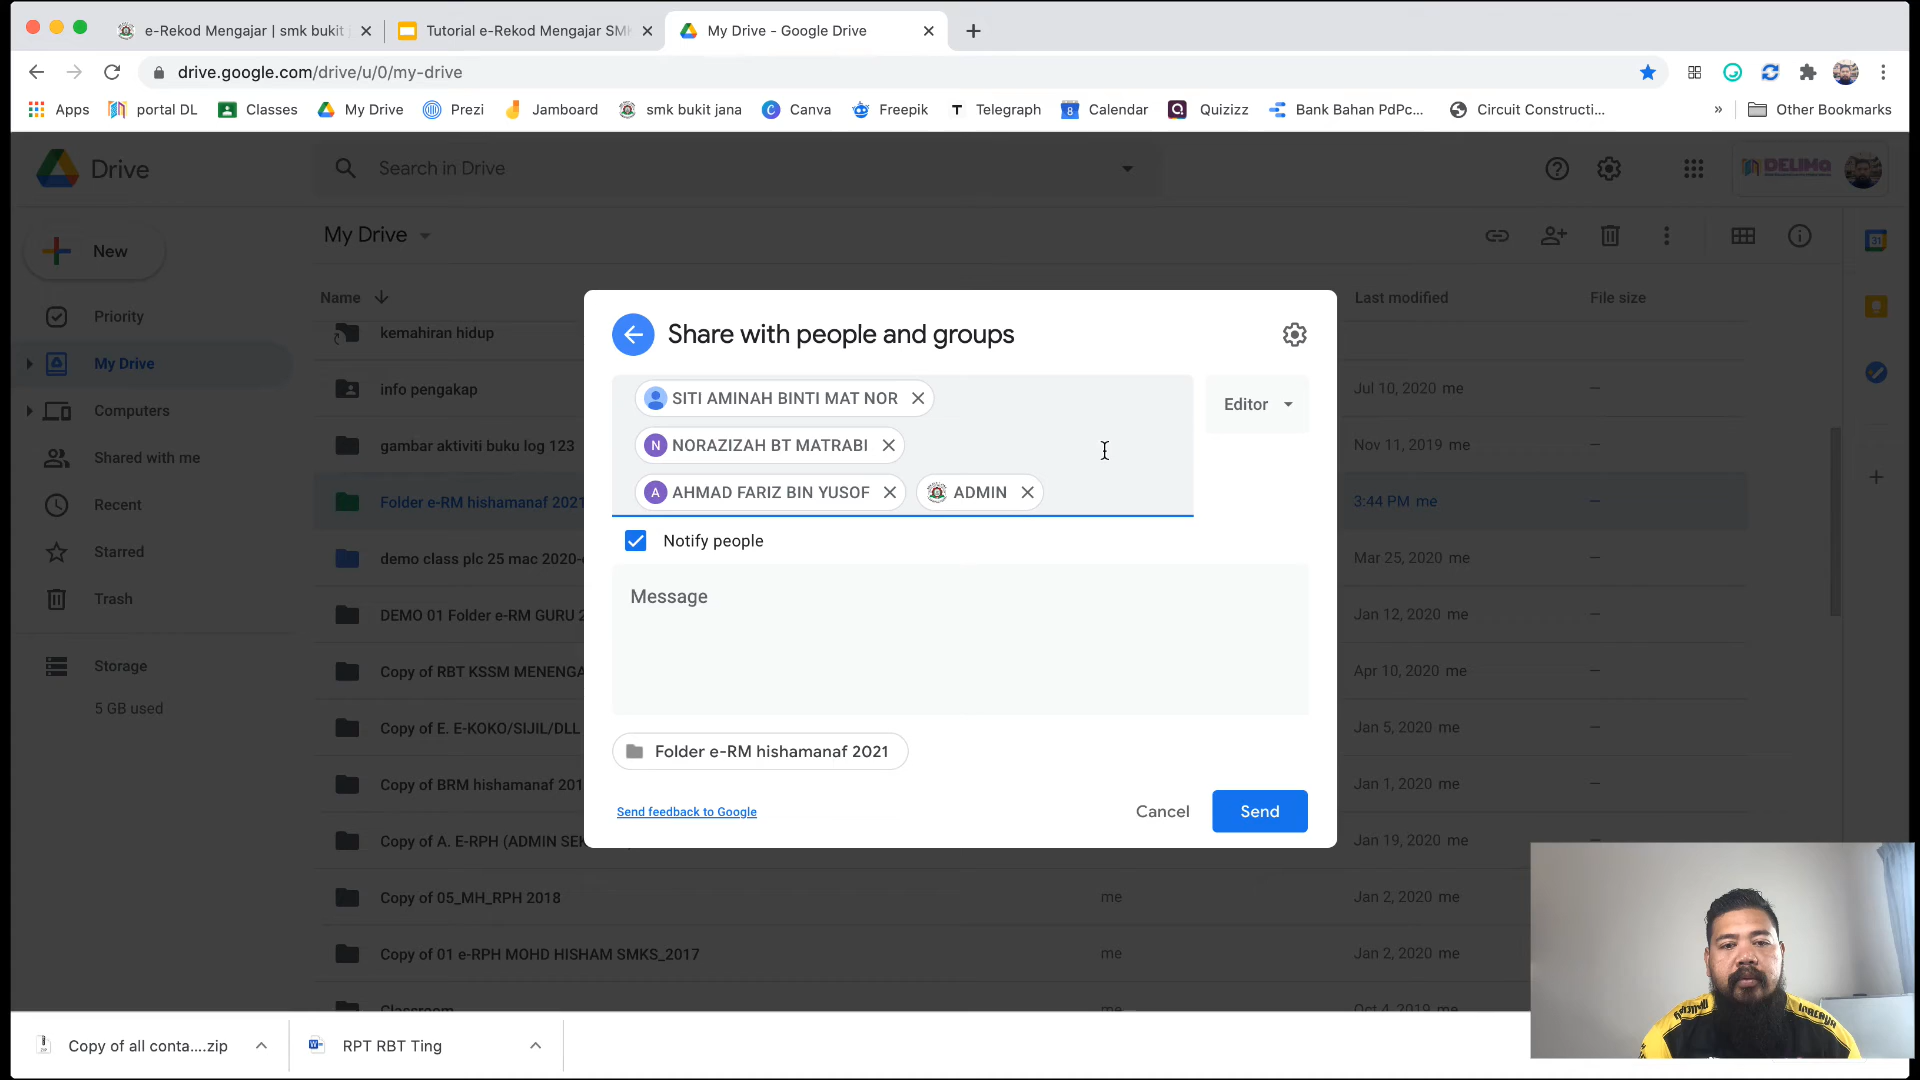 e-Rekod Mengajar | smk bukit j
Tutorial e-Rekod Mengajar SM
My Drive - Google Drive
drive.google.com/drive/u/0/my-drive
Apps
portal DL
Classes
My Drive
Prezi
Jamboard
smk bukit jana
Canva
Freepik
Telegraph
Calendar
Quizizz
Bank Bahan PdPc...
Circuit Constructi...
»
Other Bookmarks
Drive
Search in Drive
DELIMa
New
My Drive
Name
Last modified
File size
Priority
My Drive
Computers
Shared with me
Recent
Starred
Trash
Storage
5 GB used
kemahiran hidup
info pengakap
Jul 10, 2020 me
–
gambar aktiviti buku log 123
Nov 11, 2019 me
–
Folder e-RM hishamanaf 2021
3:44 PM me
–
demo class plc 25 mac 2020-
Mar 25, 2020 me
–
DEMO 01 Folder e-RM GURU 2
Jan 12, 2020 me
–
Copy of RBT KSSM MENENGA
Apr 10, 2020 me
–
Copy of E. E-KOKO/SIJIL/DLL
Jan 5, 2020 me
–
Copy of BRM hishamanaf 201
Jan 1, 2020 me
–
Copy of A. E-RPH (ADMIN SE
Jan 19, 2020 me
–
Copy of 05_MH_RPH 2018
me
Jan 2, 2020 me
–
Copy of 01 e-RPH MOHD HISHAM SMKS_2017
me
Jan 2, 2020 me
–
Classroom
me
Oct 4, 2019 me
Share with people and groups
SITI AMINAH BINTI MAT NOR
N NORAZIZAH BT MATRABI
A AHMAD FARIZ BIN YUSOF
ADMIN
Editor
Notify people
Message
Folder e-RM hishamanaf 2021
Send feedback to Google
Cancel
Send
Copy of all conta....zip
RPT RBT Ting